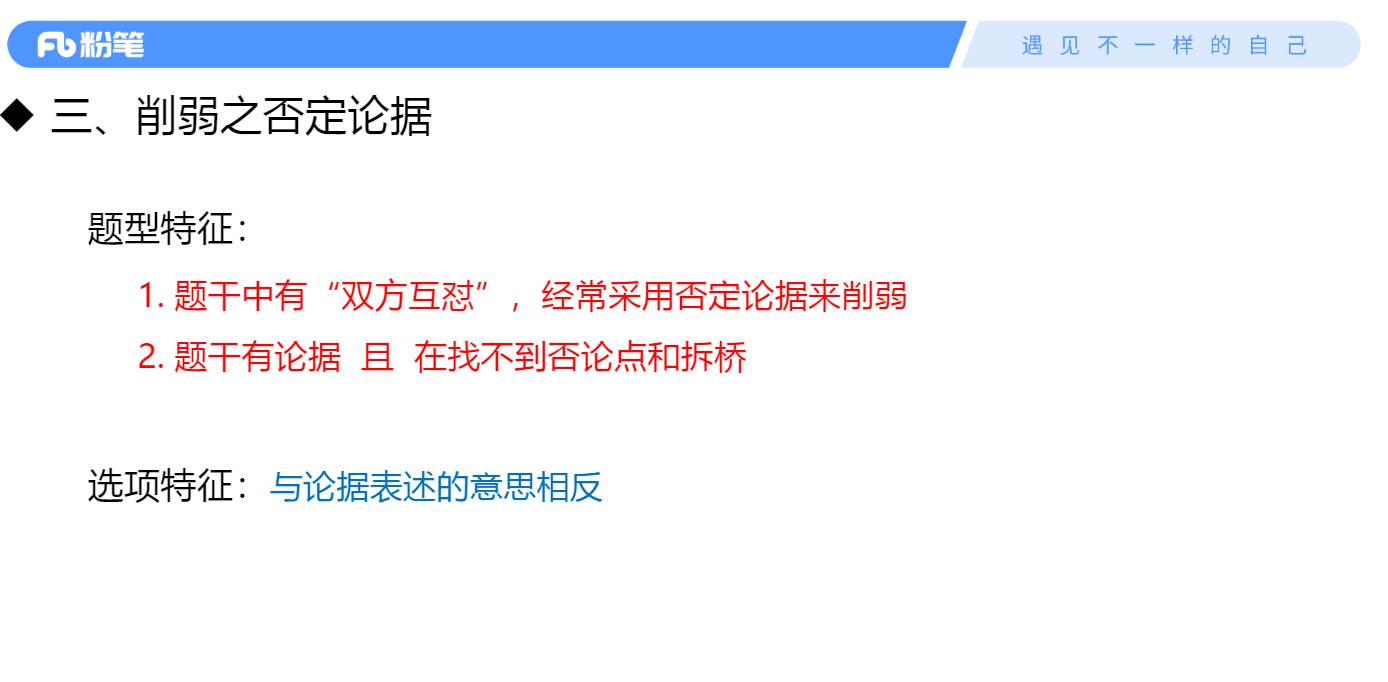 粉笔
遇见不一样的自己
◆ 三、削弱之否定论据
题型特征：
1. 题干中有“双方互怼”，经常采用否定论据来削弱
2. 题干有论据 且 在找不到否论点和拆桥
选项特征：与论据表述的意思相反